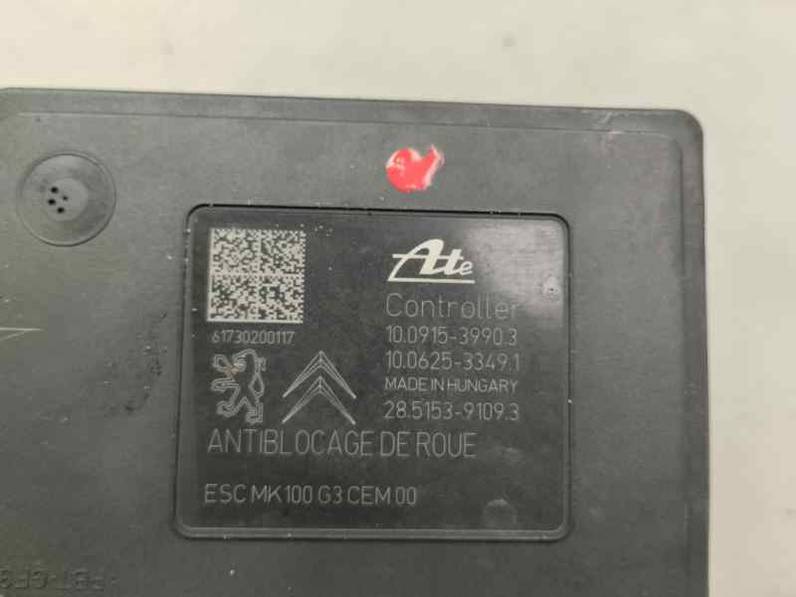 Ate
Controller
10.0915-3990.3
10.0625-3349.1
MADE IN HUNGARY
28.5153-9109.3
61730200117
ANTIBLOCAGE DE ROUE
ESC MK100 G3 CEM 00